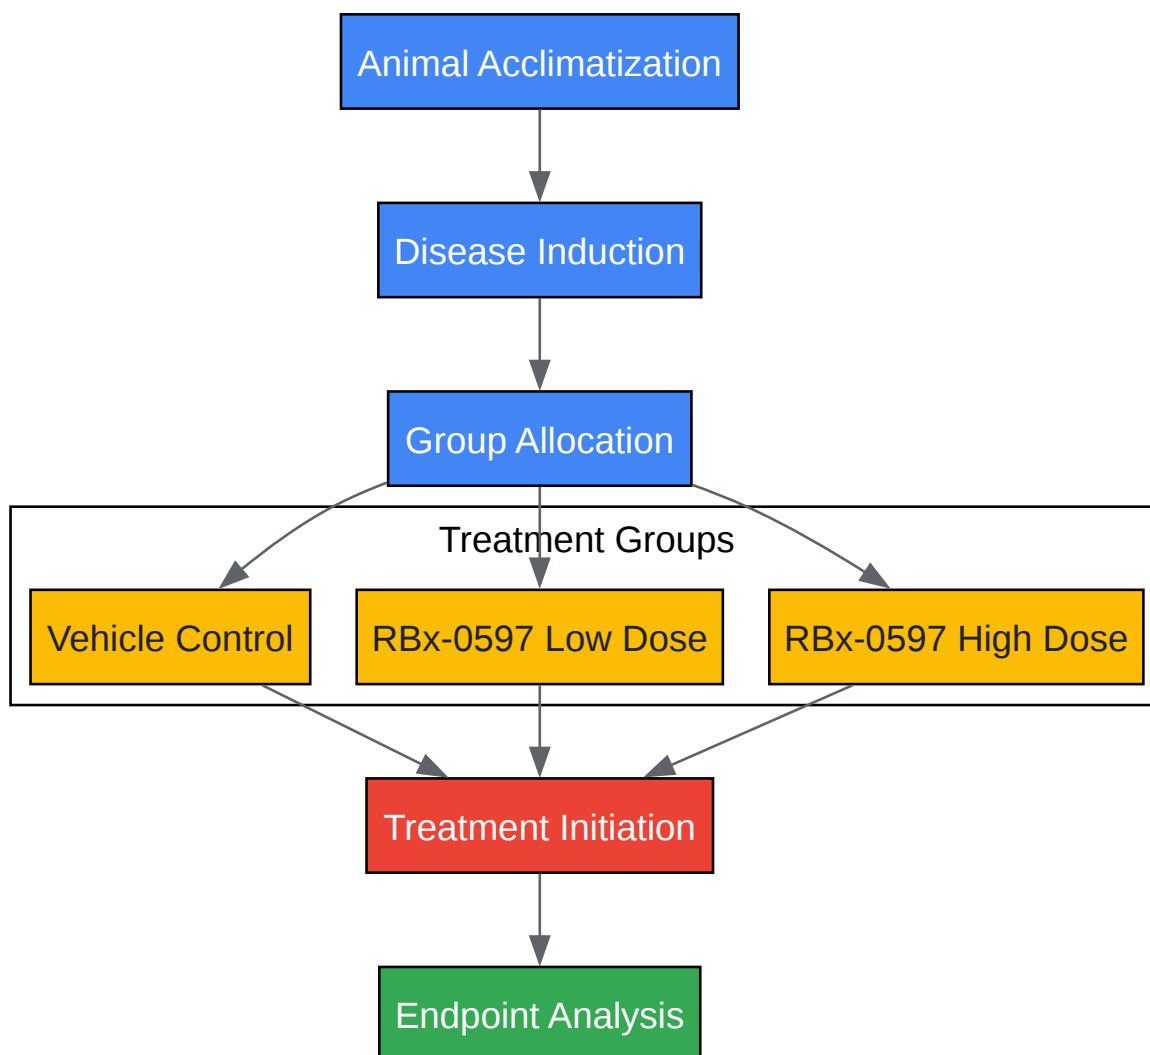 Animal Acclimatization
Disease Induction
Group Allocation
Treatment Groups
Vehicle Control
RBx-0597 Low Dose
RBx-0597 High Dose
Treatment Initiation
Endpoint Analysis